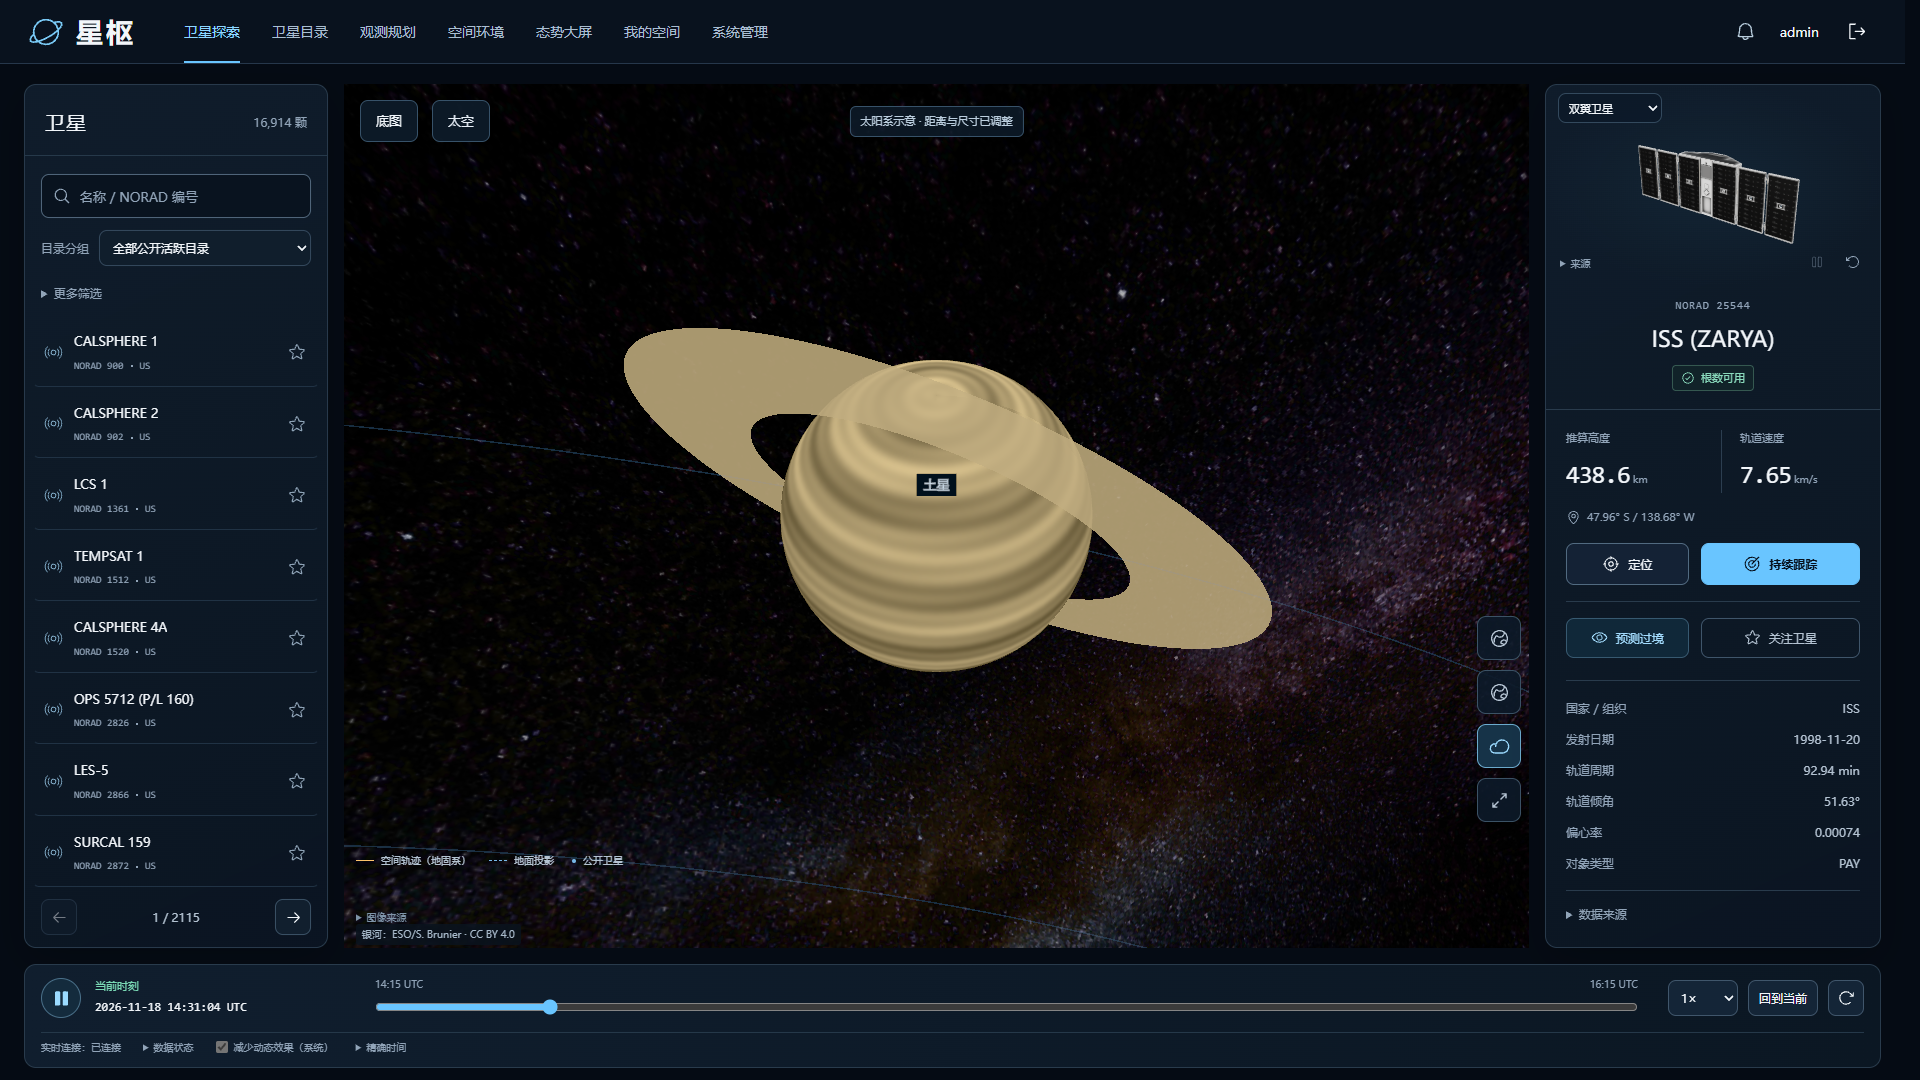 星枢
卫星探索 卫星目录 观测规划 空间环境 态势大屏 我的空间 系统管理
admin
卫星
16,914 颗
名称 / NORAD 编号
目录分组 全部公开活跃目录
更多筛选
CALSPHERE 1
NORAD 900 • US
CALSPHERE 2
NORAD 902 • US
LCS 1
NORAD 1361 • US
TEMPSAT 1
NORAD 1512 • US
CALSPHERE 4A
NORAD 1520 • US
OPS 5712 (P/L 160)
NORAD 2826 • US
LES-5
NORAD 2866 • US
SURCAL 159
NORAD 2872 • US
1 / 2115
底图
太空
太阳系示意 · 距离与尺寸已调整
土星
空间轨迹（地固系） 地面投影 公开卫星
图像来源
银河：ESO/S. Brunier · CC BY 4.0
双翼卫星
来源
NORAD 25544
ISS (ZARYA)
根数可用
推算高度
438.6 km
轨道速度
7.65 km/s
47.96° S / 138.68° W
定位
持续跟踪
预测过境
关注卫星
国家 / 组织 ISS
发射日期 1998-11-20
轨道周期 92.94 min
轨道倾角 51.63°
偏心率 0.00074
对象类型 PAY
数据来源
当前时刻
2026-11-18 14:31:04 UTC
14:15 UTC
16:15 UTC
1×
回到当前
实时连接：已连接
数据状态
减少动态效果（系统）
精确时间